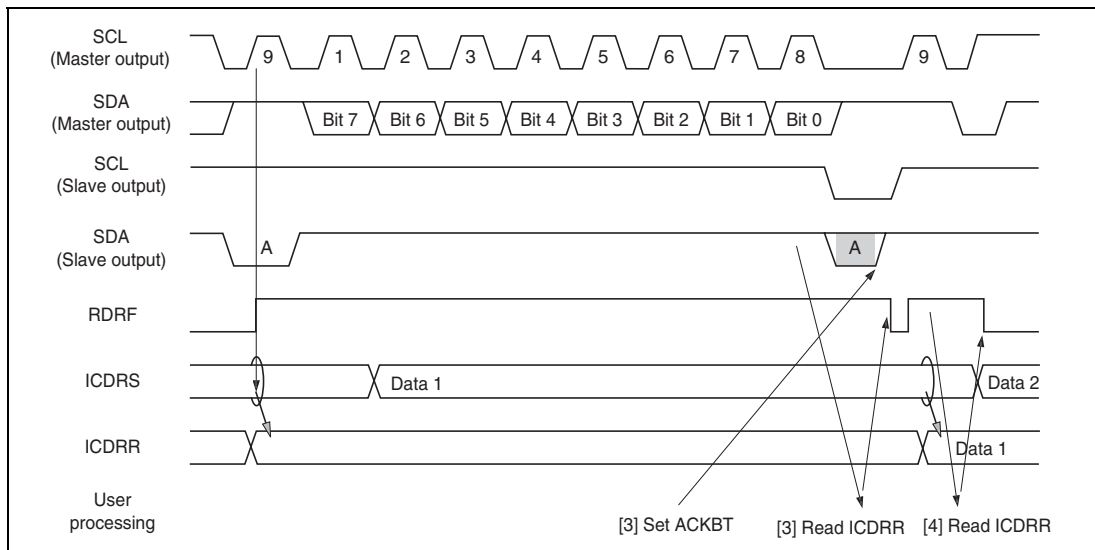 SCL
(Master output)
9 1 2 3 4 5 6 7 8 9
SDA
(Master output)
Bit 7 Bit 6 Bit 5 Bit 4 Bit 3 Bit 2 Bit 1 Bit 0
SCL
(Slave output)
SDA
(Slave output)
A A
RDRF
ICDRS
Data 1 Data 2
ICDRR
Data 1
User
processing
[3] Set ACKBT [3] Read ICDRR [4] Read ICDRR